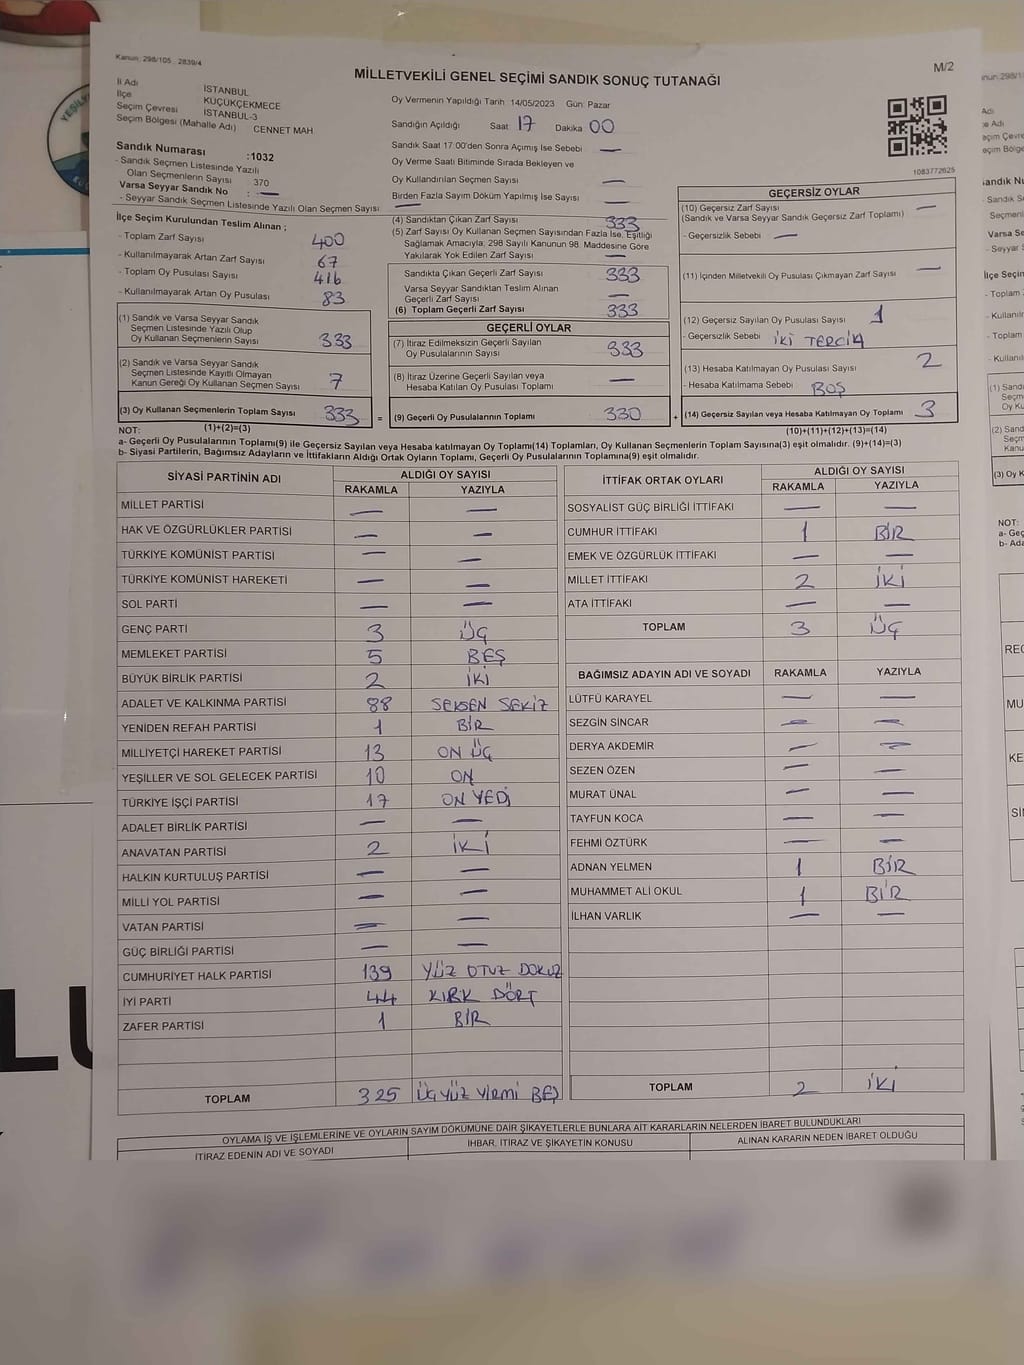 Kanun: 298/105 2839/4
M/2
MİLLETVEKİLİ GENEL SEÇİMİ SANDIK SONUÇ TUTANAĞI
İl Adı İSTANBUL
İlçe KÜÇÜKÇEKMECE
Seçim Çevresi İSTANBUL-3
Seçim Bölgesi (Mahalle Adı) CENNET MAH
Sandık Numarası :1032
- Sandık Seçmen Listesinde Yazılı
Olan Seçmenlerin Sayısı : 370
Varsa Seyyar Sandık No : —
- Seyyar Sandık Seçmen Listesinde Yazılı Olan Seçmen Sayısı : —
Oy Vermenin Yapıldığı Tarih :14/05/2023 Gün: Pazar
Sandığın Açıldığı Saat 17 Dakika 00
Sandık Saat 17:00'den Sonra Açımış İse Sebebi —
Oy Verme Saati Bitiminde Sırada Bekleyen ve
Oy Kullandırılan Seçmen Sayısı —
Birden Fazla Sayım Döküm Yapılmış İse Sayısı —
1083772625
İlçe Seçim Kurulundan Teslim Alınan ;
- Toplam Zarf Sayısı 400
- Kullanılmayarak Artan Zarf Sayısı 67
- Toplam Oy Pusulası Sayısı 416
- Kullanılmayarak Artan Oy Pusulası 83
(1) Sandık ve Varsa Seyyar Sandık
Seçmen Listesinde Yazılı Olup
Oy Kullanan Seçmenlerin Sayısı 333
(2) Sandık ve Varsa Seyyar Sandık
Seçmen Listesinde Kayıtlı Olmayan
Kanun Gereği Oy Kullanan Seçmen Sayısı 7
(3) Oy Kullanan Seçmenlerin Toplam Sayısı 333 =
(1)+(2)=(3)
(4) Sandıktan Çıkan Zarf Sayısı 333
(5) Zarf Sayısı Oy Kullanan Seçmen Sayısından Fazla İse, Eşitliği
Sağlamak Amacıyla; 298 Sayılı Kanunun 98. Maddesine Göre
Yakılarak Yok Edilen Zarf Sayısı —
Sandıkta Çıkan Geçerli Zarf Sayısı 333
Varsa Seyyar Sandıktan Teslim Alınan
Geçerli Zarf Sayısı —
(6) Toplam Geçerli Zarf Sayısı 333
GEÇERLİ OYLAR
(7) İtiraz Edilmeksizin Geçerli Sayılan
Oy Pusulalarının Sayısı 333
(8) İtiraz Üzerine Geçerli Sayılan veya
Hesaba Katılan Oy Pusulası Toplamı —
(9) Geçerli Oy Pusulalarının Toplamı 330 +
GEÇERSİZ OYLAR
(10) Geçersiz Zarf Sayısı —
(Sandık ve Varsa Seyyar Sandık Geçersiz Zarf Toplamı)
- Geçersizlik Sebebi : —
(11) İçinden Milletvekili Oy Pusulası Çıkmayan Zarf Sayısı —
(12) Geçersiz Sayılan Oy Pusulası Sayısı 1
- Geçersizlik Sebebi : İKİ TERCİH
(13) Hesaba Katılmayan Oy Pusulası Sayısı 2
- Hesaba Katılmama Sebebi : BOŞ
(14) Geçersiz Sayılan veya Hesaba Katılmayan Oy Toplamı 3
(10)+(11)+(12)+(13)=(14)
NOT:
a- Geçerli Oy Pusulalarının Toplamı(9) ile Geçersiz Sayılan veya Hesaba katılmayan Oy Toplamı(14) Toplamları, Oy Kullanan Seçmenlerin Toplam Sayısına(3) eşit olmalıdır. (9)+(14)=(3)
b- Siyasi Partilerin, Bağımsız Adayların ve İttifakların Aldığı Ortak Oyların Toplamı, Geçerli Oy Pusulalarının Toplamına(9) eşit olmalıdır.
SİYASİ PARTİNİN ADI ALDIĞI OY SAYISI
RAKAMLA YAZIYLA
MİLLET PARTİSİ — —
HAK VE ÖZGÜRLÜKLER PARTİSİ — —
TÜRKİYE KOMÜNİST PARTİSİ — —
TÜRKİYE KOMÜNİST HAREKETİ — —
SOL PARTİ — —
GENÇ PARTİ 3 ÜÇ
MEMLEKET PARTİSİ 5 BEŞ
BÜYÜK BİRLİK PARTİSİ 2 İKİ
ADALET VE KALKINMA PARTİSİ 88 SEKSEN SEKİZ
YENİDEN REFAH PARTİSİ 1 BİR
MİLLİYETÇİ HAREKET PARTİSİ 13 ON ÜÇ
YEŞİLLER VE SOL GELECEK PARTİSİ 10 ON
TÜRKİYE İŞÇİ PARTİSİ 17 ON YEDİ
ADALET BİRLİK PARTİSİ — —
ANAVATAN PARTİSİ 2 İKİ
HALKIN KURTULUŞ PARTİSİ — —
MİLLİ YOL PARTİSİ — —
VATAN PARTİSİ — —
GÜÇ BİRLİĞİ PARTİSİ — —
CUMHURİYET HALK PARTİSİ 139 YÜZ OTUZ DOKUZ
İYİ PARTİ 44 KIRK DÖRT
ZAFER PARTİSİ 1 BİR
TOPLAM 325 ÜÇ YÜZ YİRMİ BEŞ
İTTİFAK ORTAK OYLARI ALDIĞI OY SAYISI
RAKAMLA YAZIYLA
SOSYALİST GÜÇ BİRLİĞİ İTTİFAKI — —
CUMHUR İTTİFAKI 1 BİR
EMEK VE ÖZGÜRLÜK İTTİFAKI — —
MİLLET İTTİFAKI 2 İKİ
ATA İTTİFAKI — —
TOPLAM 3 ÜÇ
BAĞIMSIZ ADAYIN ADI VE SOYADI RAKAMLA YAZIYLA
LÜTFÜ KARAYEL — —
SEZGİN SİNCAR — —
DERYA AKDEMİR — —
SEZEN ÖZEN — —
MURAT ÜNAL — —
TAYFUN KOCA — —
FEHMİ ÖZTÜRK — —
ADNAN YELMEN 1 BİR
MUHAMMET ALİ OKUL 1 BİR
İLHAN VARLIK — —
TOPLAM 2 İKİ
OYLAMA İŞ VE İŞLEMLERİNE VE OYLARIN SAYIM DÖKÜMÜNE DAİR ŞİKAYETLERLE BUNLARA AİT KARARLARIN NELERDEN İBARET BULUNDUKLARI
İTİRAZ EDENİN ADI VE SOYADI İHBAR, İTİRAZ VE ŞİKAYETİN KONUSU ALINAN KARARIN NEDEN İBARET OLDUĞU